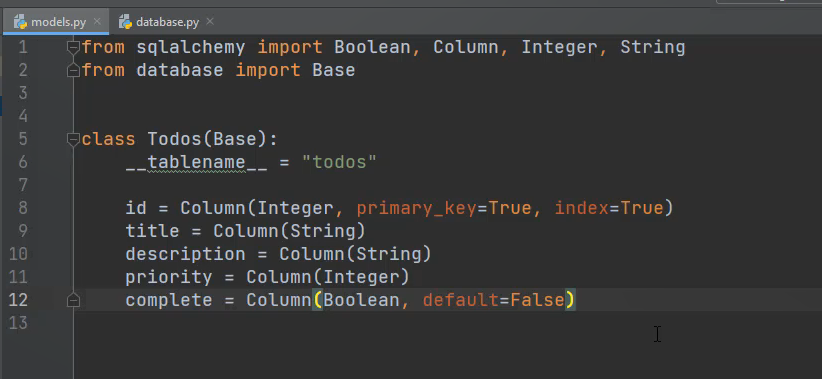 models.py database.py
1 from sqlalchemy import Boolean, Column, Integer, String
2 from database import Base
3
4
5 class Todos(Base):
6     __tablename__ = "todos"
7
8     id = Column(Integer, primary_key=True, index=True)
9     title = Column(String)
10     description = Column(String)
11     priority = Column(Integer)
12     complete = Column(Boolean, default=False)
13